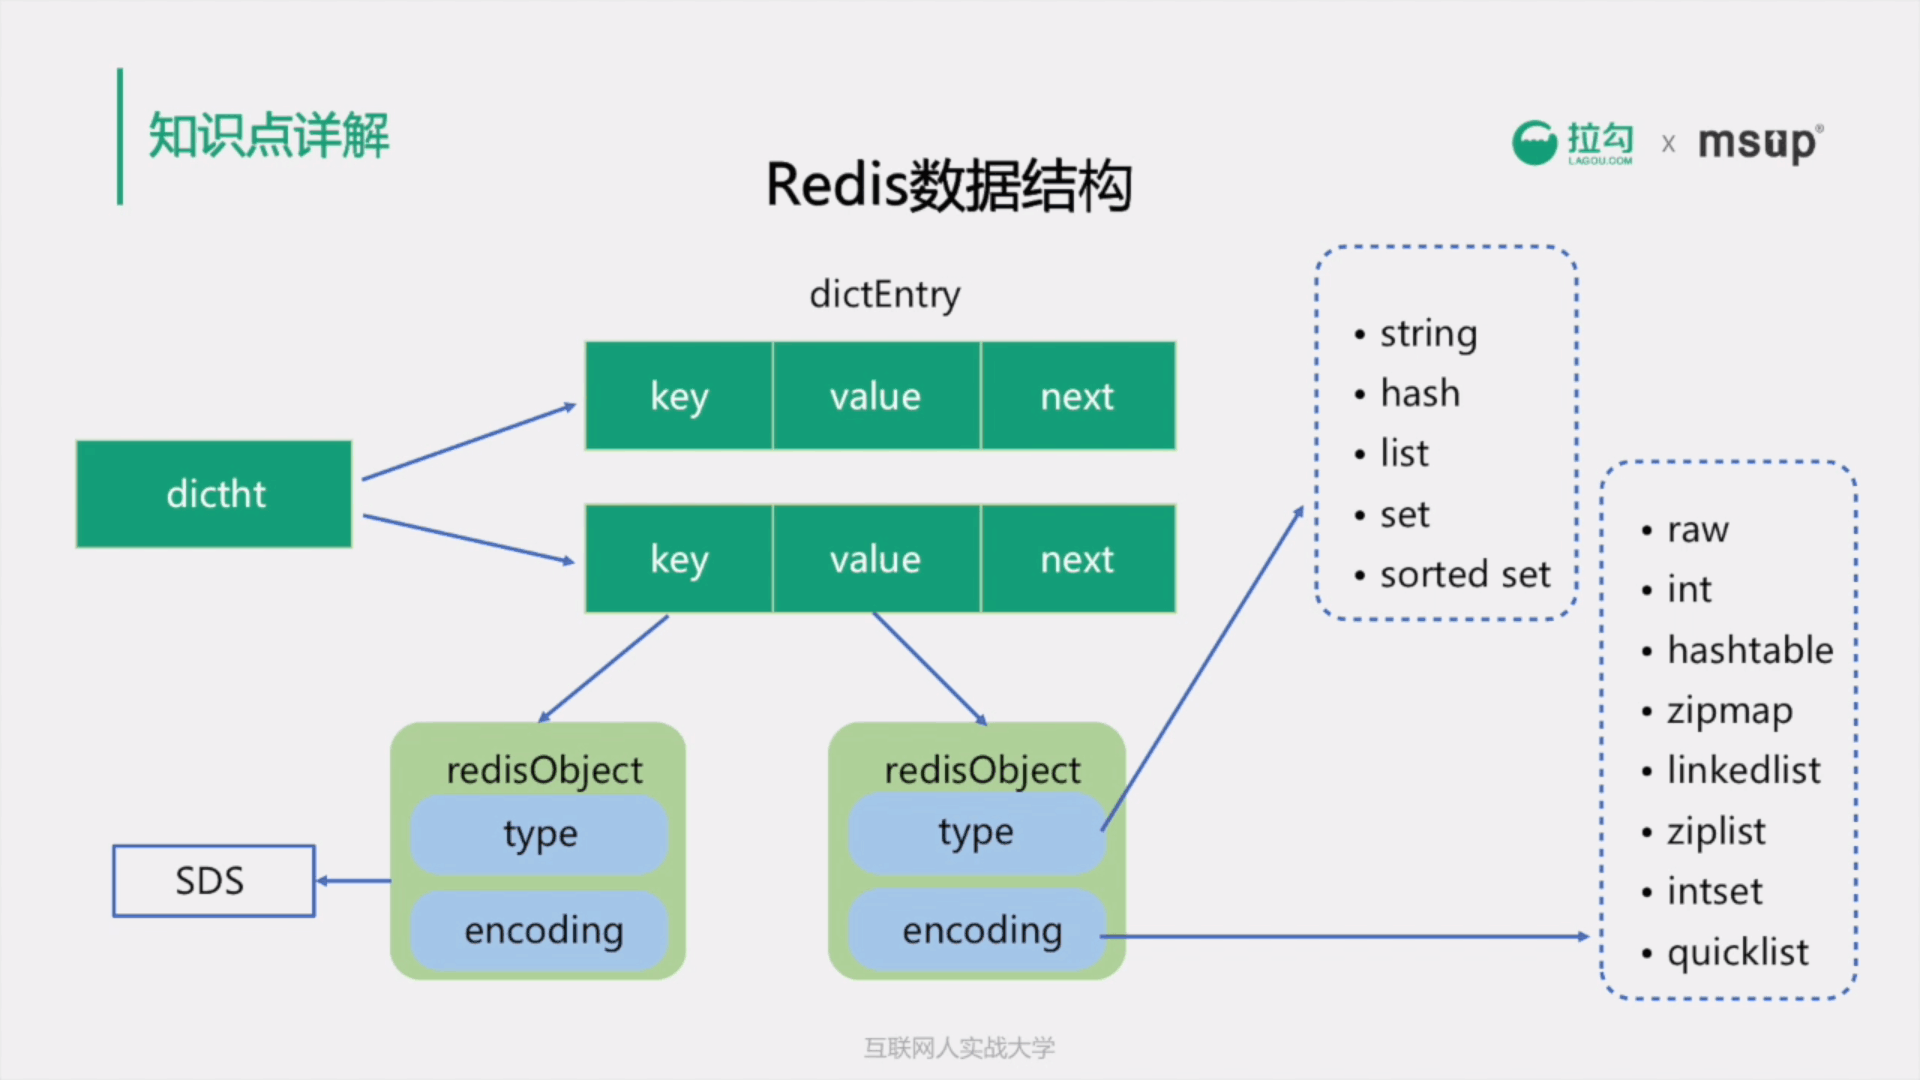 知识点详解
拉勾
LAGOU.COM
x
msup®
Redis数据结构
dictEntry
key value next
dictht
key value next
• string
• hash
• list
• set
• sorted set
• raw
• int
• hashtable
• zipmap
• linkedlist
• ziplist
• intset
• quicklist
redisObject
type
encoding
SDS
redisObject
type
encoding
互联网人实战大学